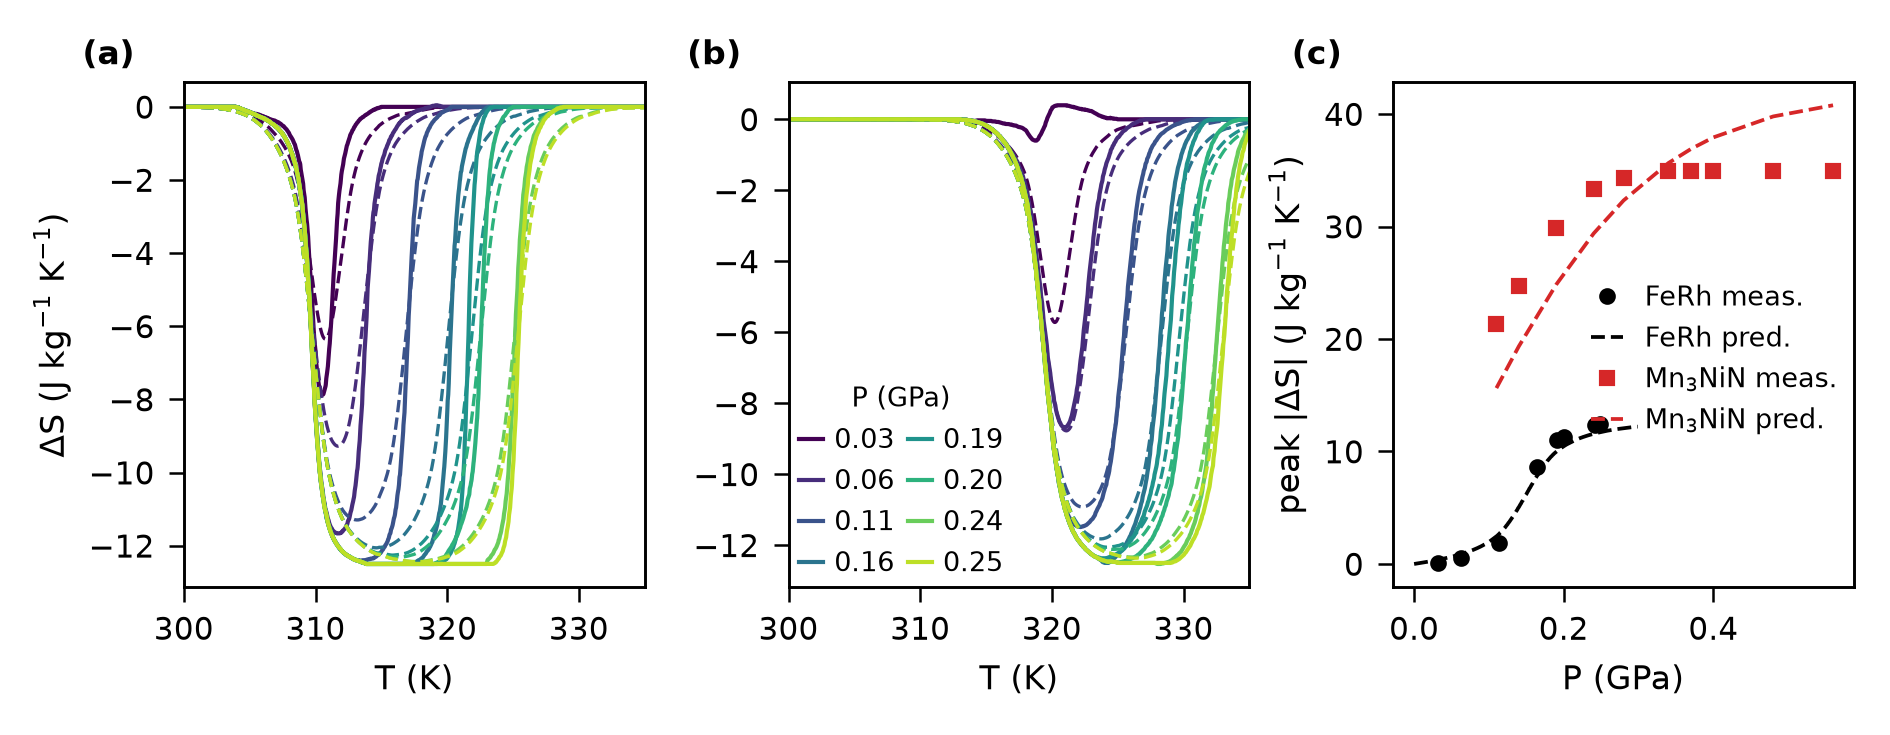 (a)
(b)
(c)
ΔS (J kg⁻¹ K⁻¹)
0
−2
−4
−6
−8
−10
−12
300
310
320
330
T (K)
0
−2
−4
−6
−8
−10
−12
P (GPa)
0.03
0.19
0.06
0.20
0.11
0.24
0.16
0.25
300
310
320
330
T (K)
peak |ΔS| (J kg⁻¹ K⁻¹)
40
30
20
10
0
FeRh meas.
FeRh pred.
Mn₃NiN meas.
Mn₃NiN pred.
0.0
0.2
0.4
P (GPa)